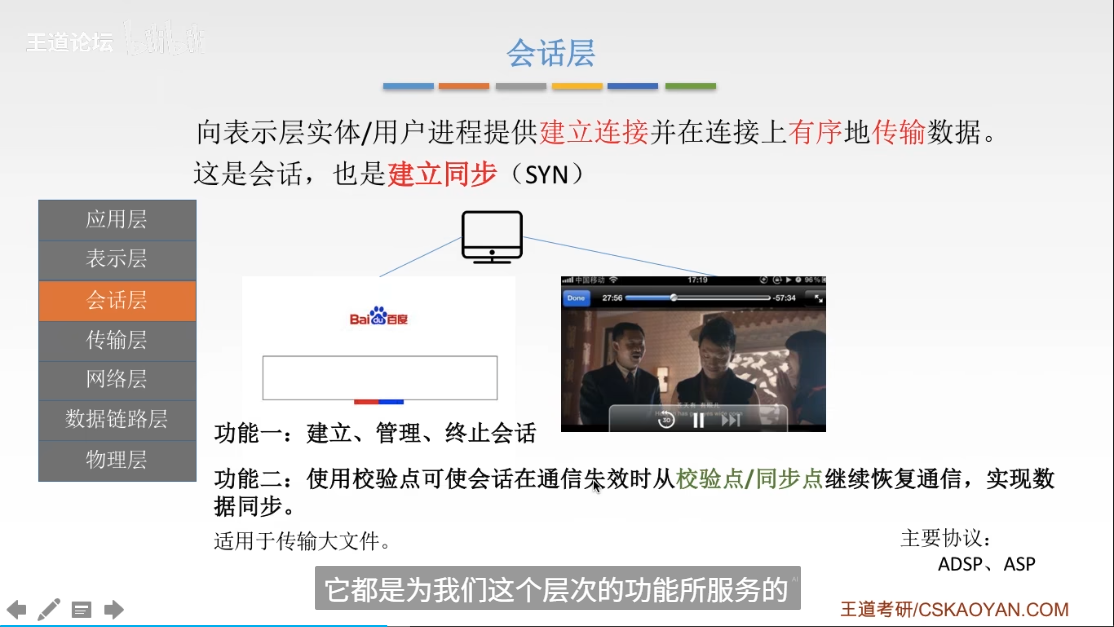 王道论坛
会话层
向表示层实体/用户进程提供建立连接并在连接上有序地传输数据。
这是会话，也是建立同步（SYN）
应用层
表示层
会话层
传输层
网络层
数据链路层
物理层
Bai du 百度
中国移动
17:19
96%
Done
27:56
-57:34
30
功能一：建立、管理、终止会话
功能二：使用校验点可使会话在通信失效时从校验点/同步点继续恢复通信，实现数
据同步。
适用于传输大文件。
主要协议：
ADSP、ASP
它都是为我们这个层次的功能所服务的
王道考研/CSKAOYAN.COM